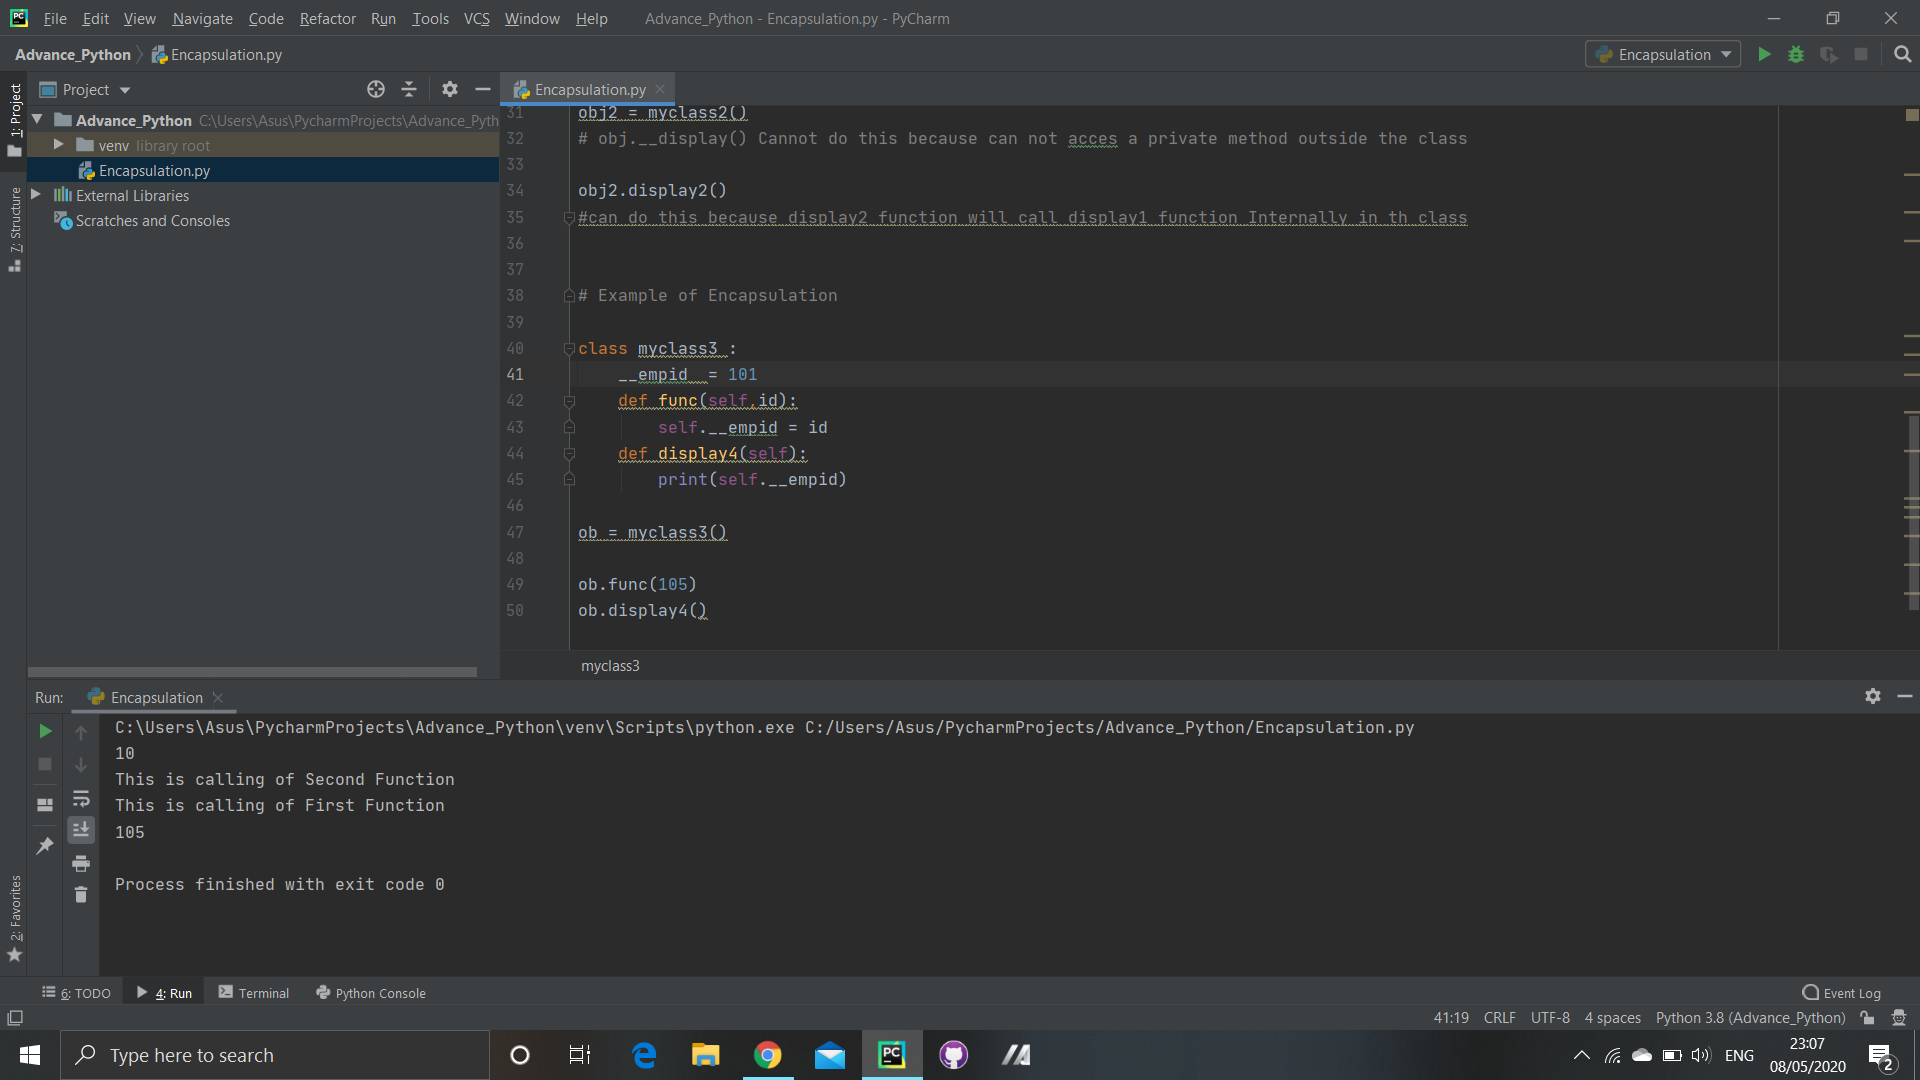 File Edit View Navigate Code Refactor Run Tools VCS Window Help Advance_Python - Encapsulation.py - PyCharm
Advance_Python Encapsulation.py Encapsulation
1: Project
Project
Encapsulation.py
Advance_Python C:\Users\Asus\PycharmProjects\Advance_Pyth
venv library root
Encapsulation.py
External Libraries
Scratches and Consoles
7: Structure
31 obj2 = myclass2()
32 # obj.__display() Cannot do this because can not acces a private method outside the class
33
34 obj2.display2()
35 #can do this because display2 function will call display1 function Internally in th class
36
37
38 # Example of Encapsulation
39
40 class myclass3 :
41 __empid = 101
42 def func(self,id):
43 self.__empid = id
44 def display4(self):
45 print(self.__empid)
46
47 ob = myclass3()
48
49 ob.func(105)
50 ob.display4()
myclass3
Run: Encapsulation
C:\Users\Asus\PycharmProjects\Advance_Python\venv\Scripts\python.exe C:/Users/Asus/PycharmProjects/Advance_Python/Encapsulation.py
10
This is calling of Second Function
This is calling of First Function
105
Process finished with exit code 0
2: Favorites
6: TODO 4: Run Terminal Python Console Event Log
41:19 CRLF UTF-8 4 spaces Python 3.8 (Advance_Python)
Type here to search
PC
ENG
23:07
08/05/2020
2